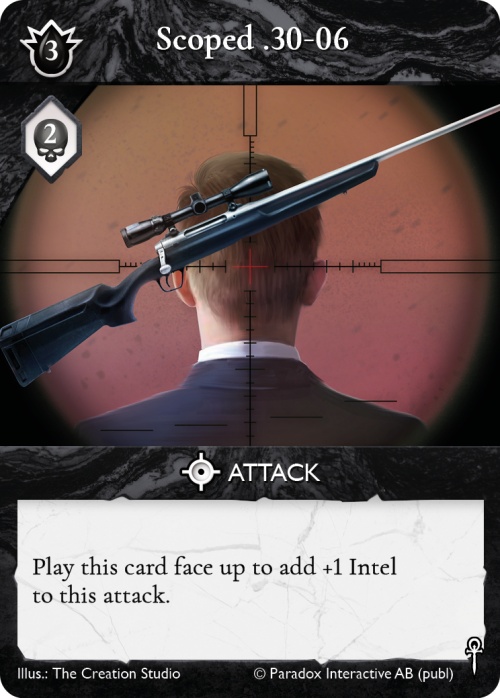 3
Scoped .30-06
2
ATTACK
Play this card face up to add +1 Intel
to this attack.
Illus.: The Creation Studio
© Paradox Interactive AB (publ)